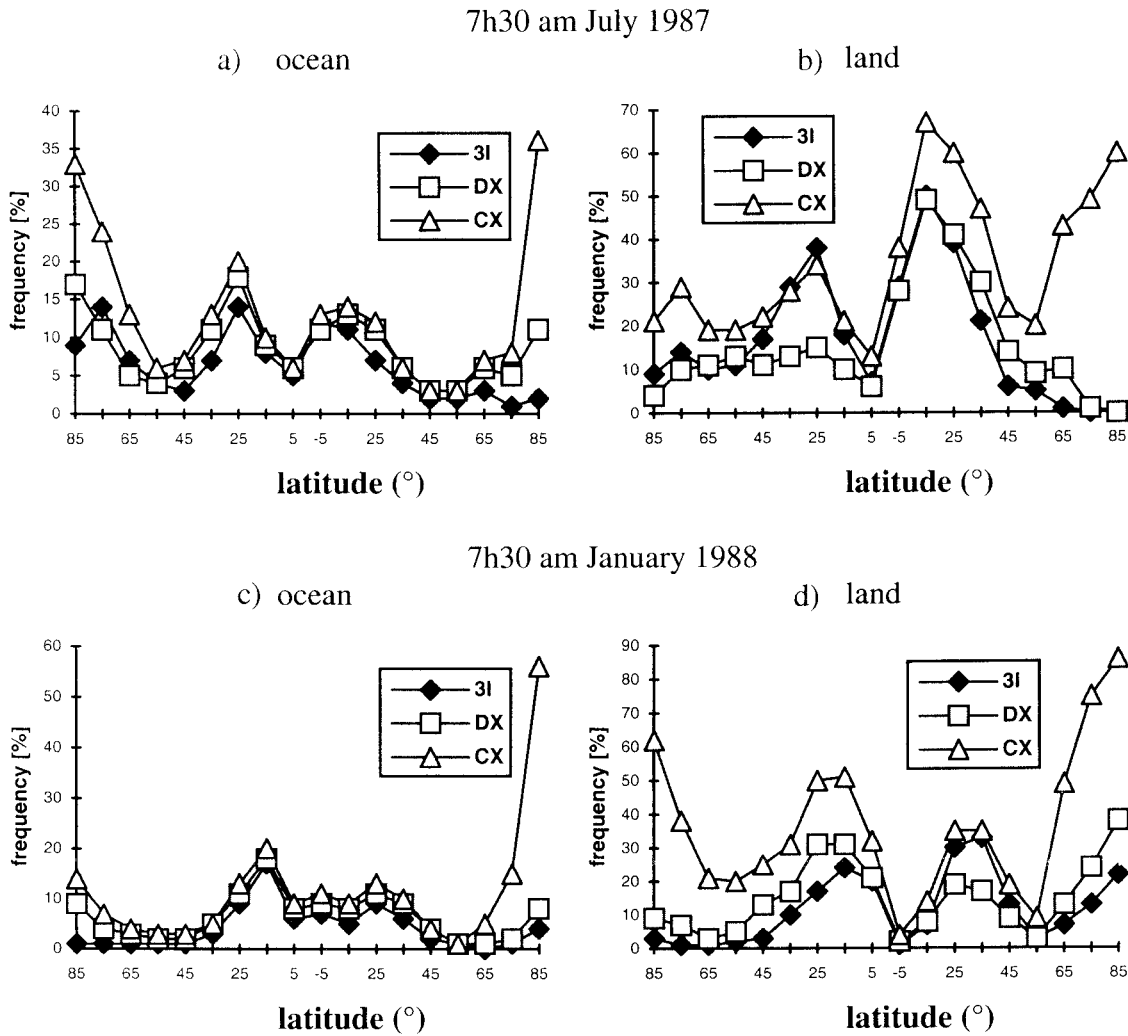 7h30 am July 1987
a) ocean
b) land
40
35
30
25
20
15
10
5
0
frequency [%]
3I
DX
CX
85 65 45 25 5 -5 25 45 65 85
latitude (°)
70
60
50
40
30
20
10
0
frequency [%]
3I
DX
CX
85 65 45 25 5 -5 25 45 65 85
latitude (°)
7h30 am January 1988
c) ocean
d) land
60
50
40
30
20
10
0
frequency [%]
3I
DX
CX
85 65 45 25 5 -5 25 45 65 85
latitude (°)
90
80
70
60
50
40
30
20
10
0
frequency [%]
3I
DX
CX
85 65 45 25 5 -5 25 45 65 85
latitude (°)